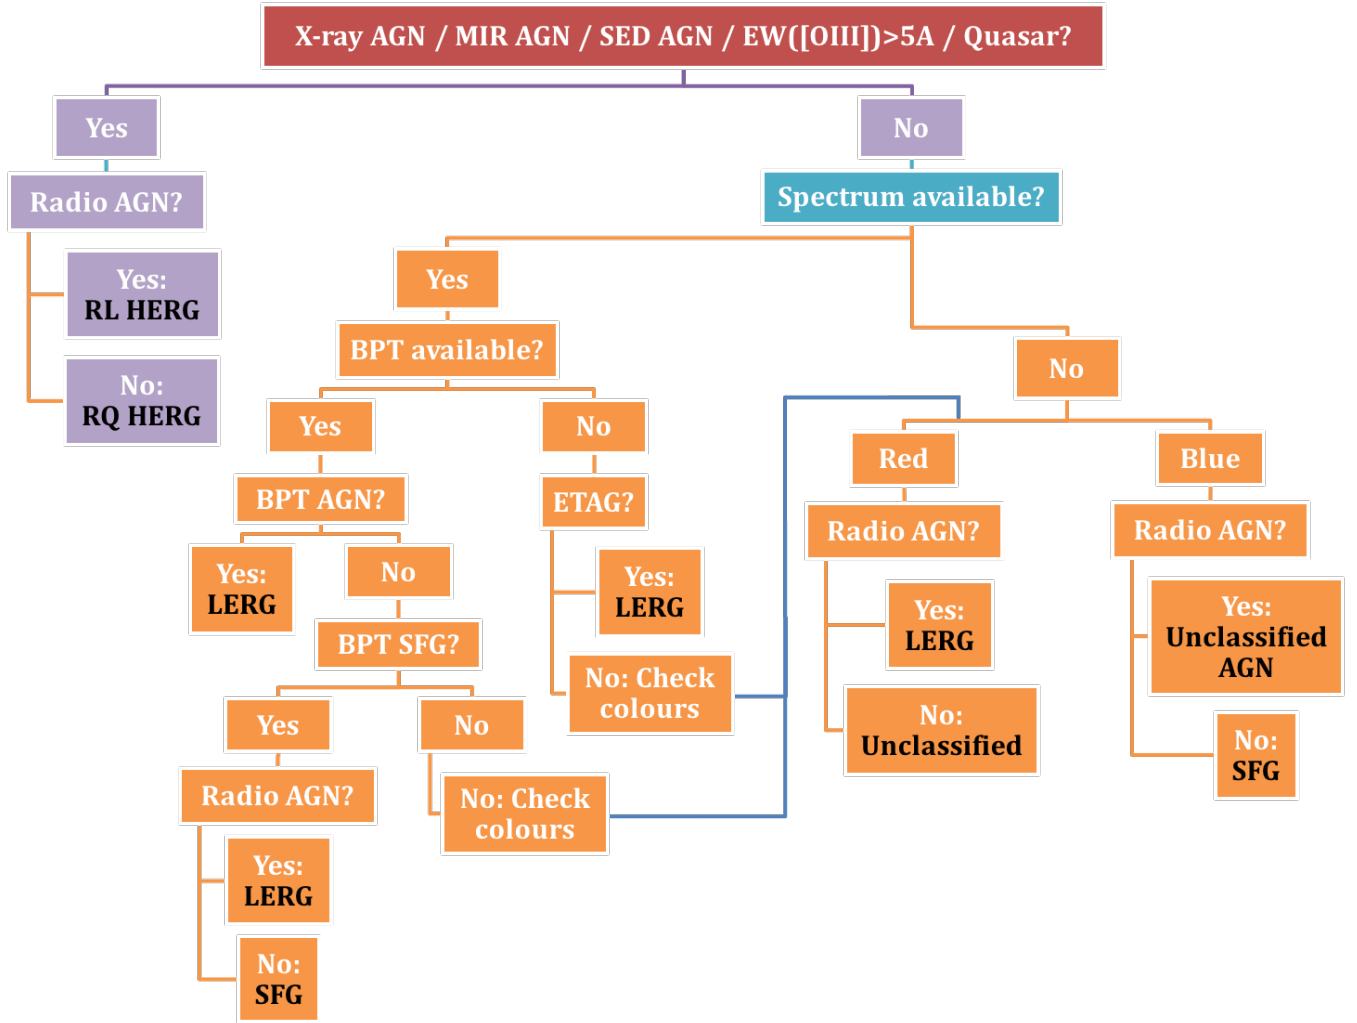 X-ray AGN / MIR AGN / SED AGN / EW([OIII])>5A / Quasar?
Yes
No
Radio AGN?
Spectrum available?
Yes:
RL HERG
No:
RQ HERG
Yes
No
BPT available?
Yes
No
Red
Blue
BPT AGN?
ETAG?
Radio AGN?
Radio AGN?
Yes:
LERG
No
Yes:
LERG
Yes:
LERG
Yes:
Unclassified
AGN
BPT SFG?
No: Check
colours
No:
Unclassified
No:
SFG
Yes
No
Radio AGN?
No: Check
colours
Yes:
LERG
No:
SFG